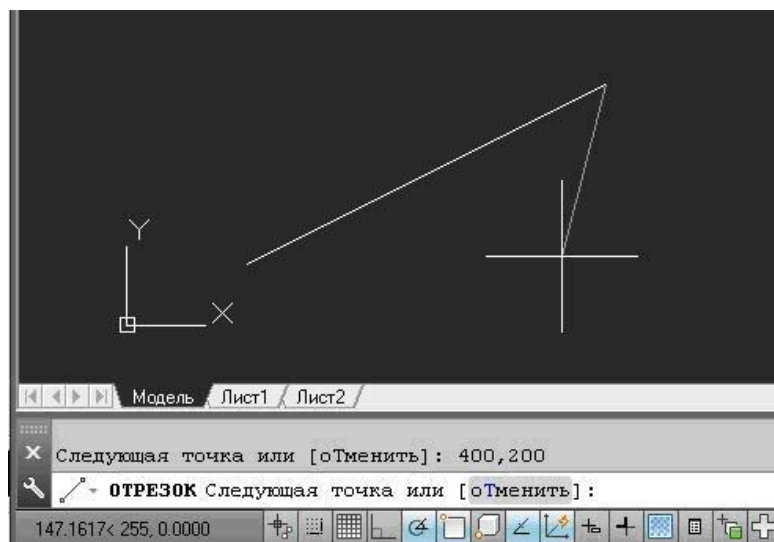 Y
X
Модель Лист1 Лист2
Следующая точка или [оТменить]: 400,200
ОТРЕЗОК Следующая точка или [оТменить]:
147.1617< 255, 0.0000